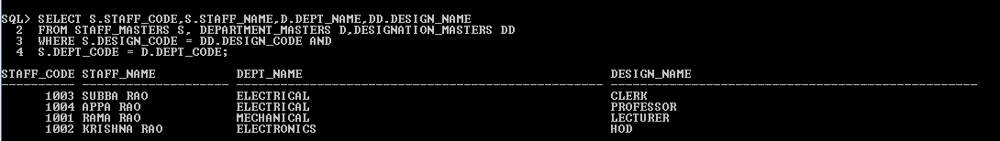 SQL> SELECT S.STAFF_CODE,S.STAFF_NAME,D.DEPT_NAME,DD.DESIGN_NAME
2 FROM STAFF_MASTERS S, DEPARTMENT_MASTERS D,DESIGNATION_MASTERS DD
3 WHERE S.DESIGN_CODE = DD.DESIGN_CODE AND
4 S.DEPT_CODE = D.DEPT_CODE;
STAFF_CODE STAFF_NAME DEPT_NAME DESIGN_NAME
1003 SUBBA RAO ELECTRICAL CLERK
1004 APPA RAO ELECTRICAL PROFESSOR
1001 RAMA RAO MECHANICAL LECTURER
1002 KRISHNA RAO ELECTRONICS HOD